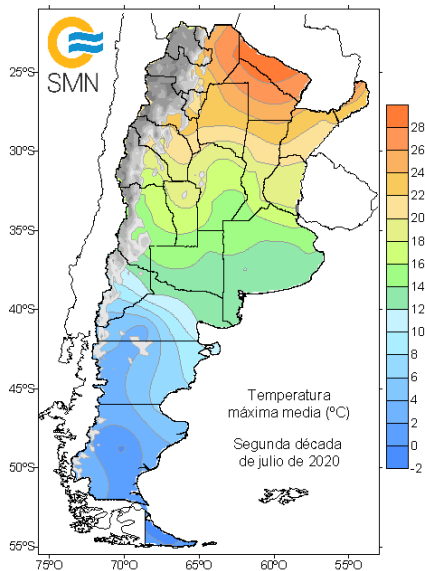 SMN
25°S
30°S
35°S
40°S
45°S
50°S
55°S
75°O
70°O
65°O
60°O
55°O
28
26
24
22
20
18
16
14
12
10
8
6
4
2
0
-2
Temperatura
máxima media (ºC)
Segunda década
de julio de 2020